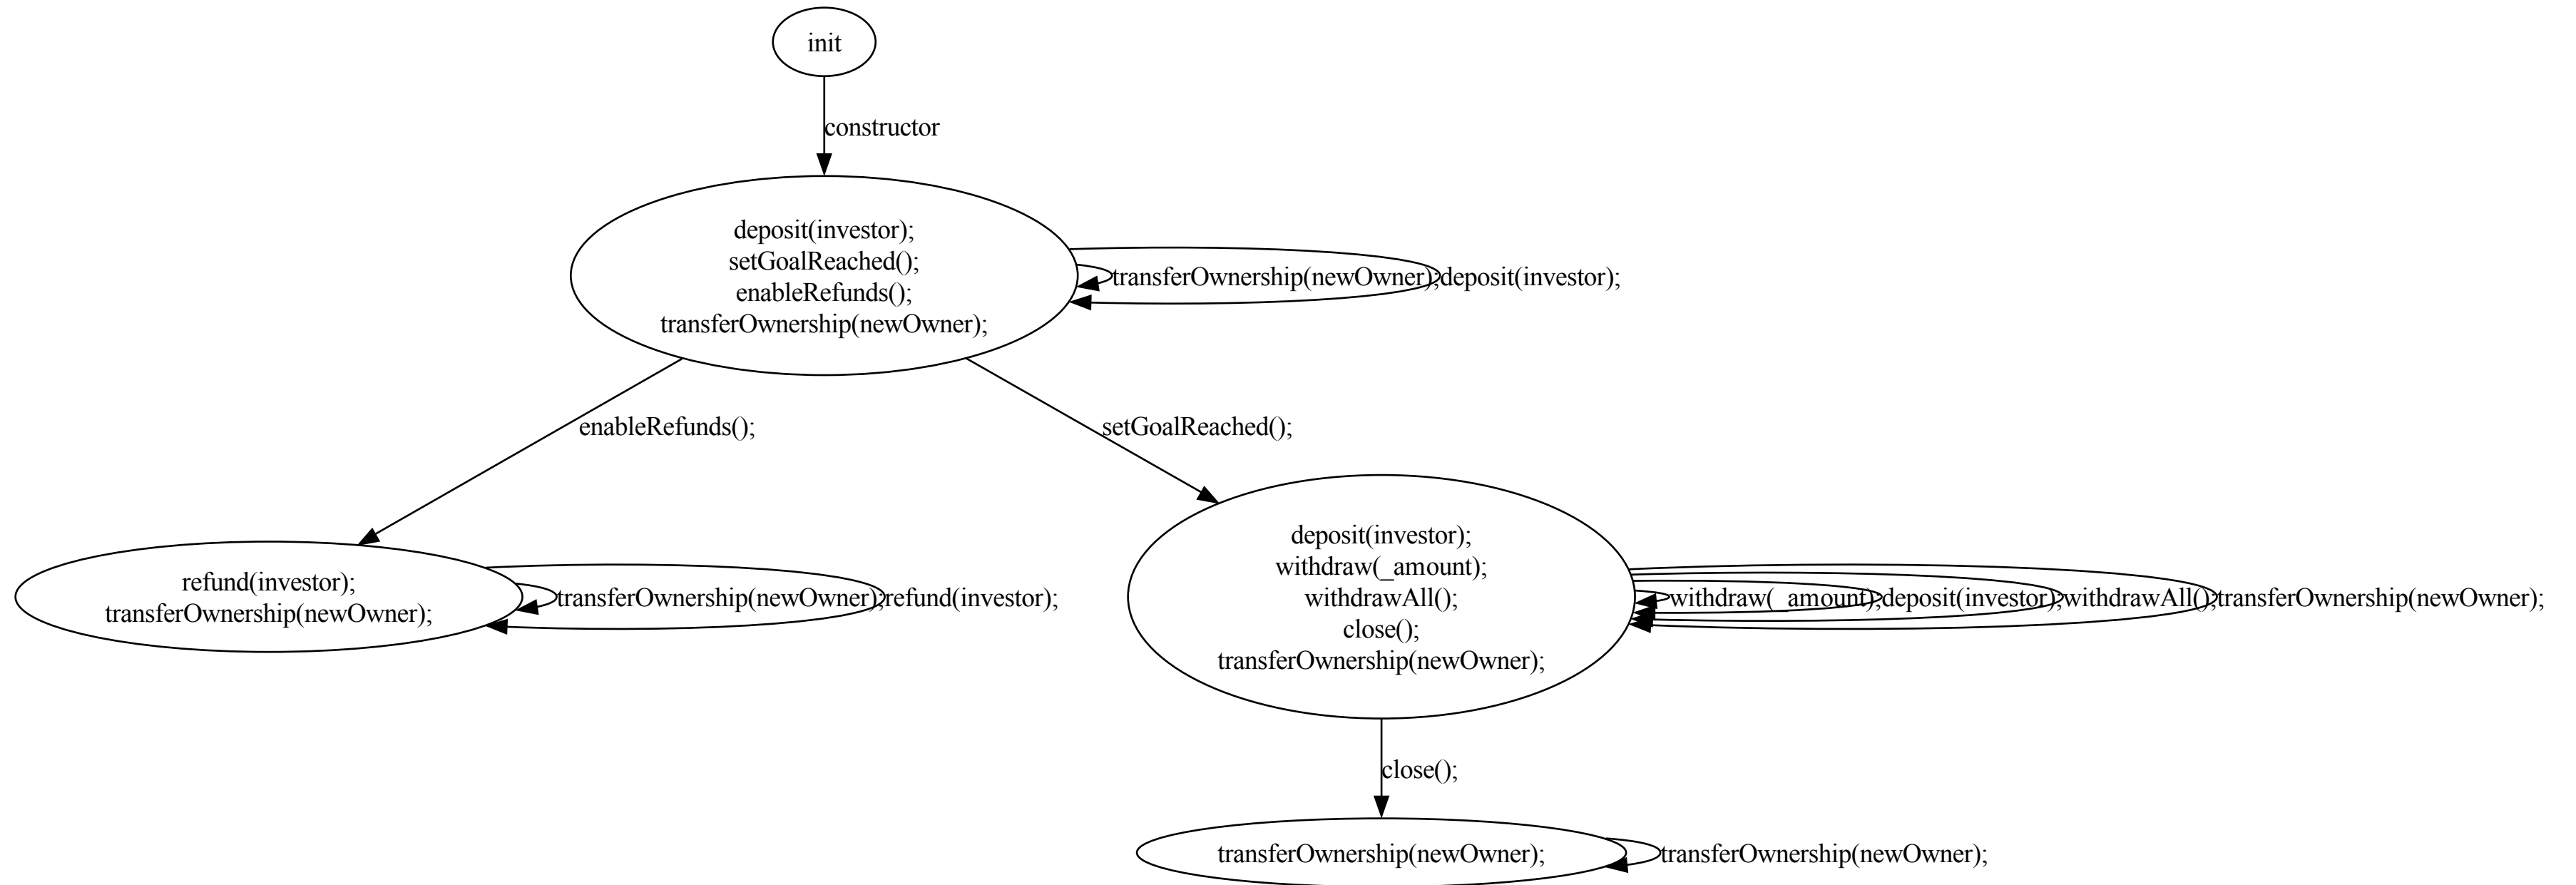 init
constructor
deposit(investor);
setGoalReached();
enableRefunds();
transferOwnership(newOwner);
transferOwnership(newOwner);
deposit(investor);
enableRefunds();
setGoalReached();
refund(investor);
transferOwnership(newOwner);
transferOwnership(newOwner);
refund(investor);
deposit(investor);
withdraw(_amount);
withdrawAll();
close();
transferOwnership(newOwner);
withdraw(_amount);
deposit(investor);
withdrawAll();
transferOwnership(newOwner);
close();
transferOwnership(newOwner);
transferOwnership(newOwner);